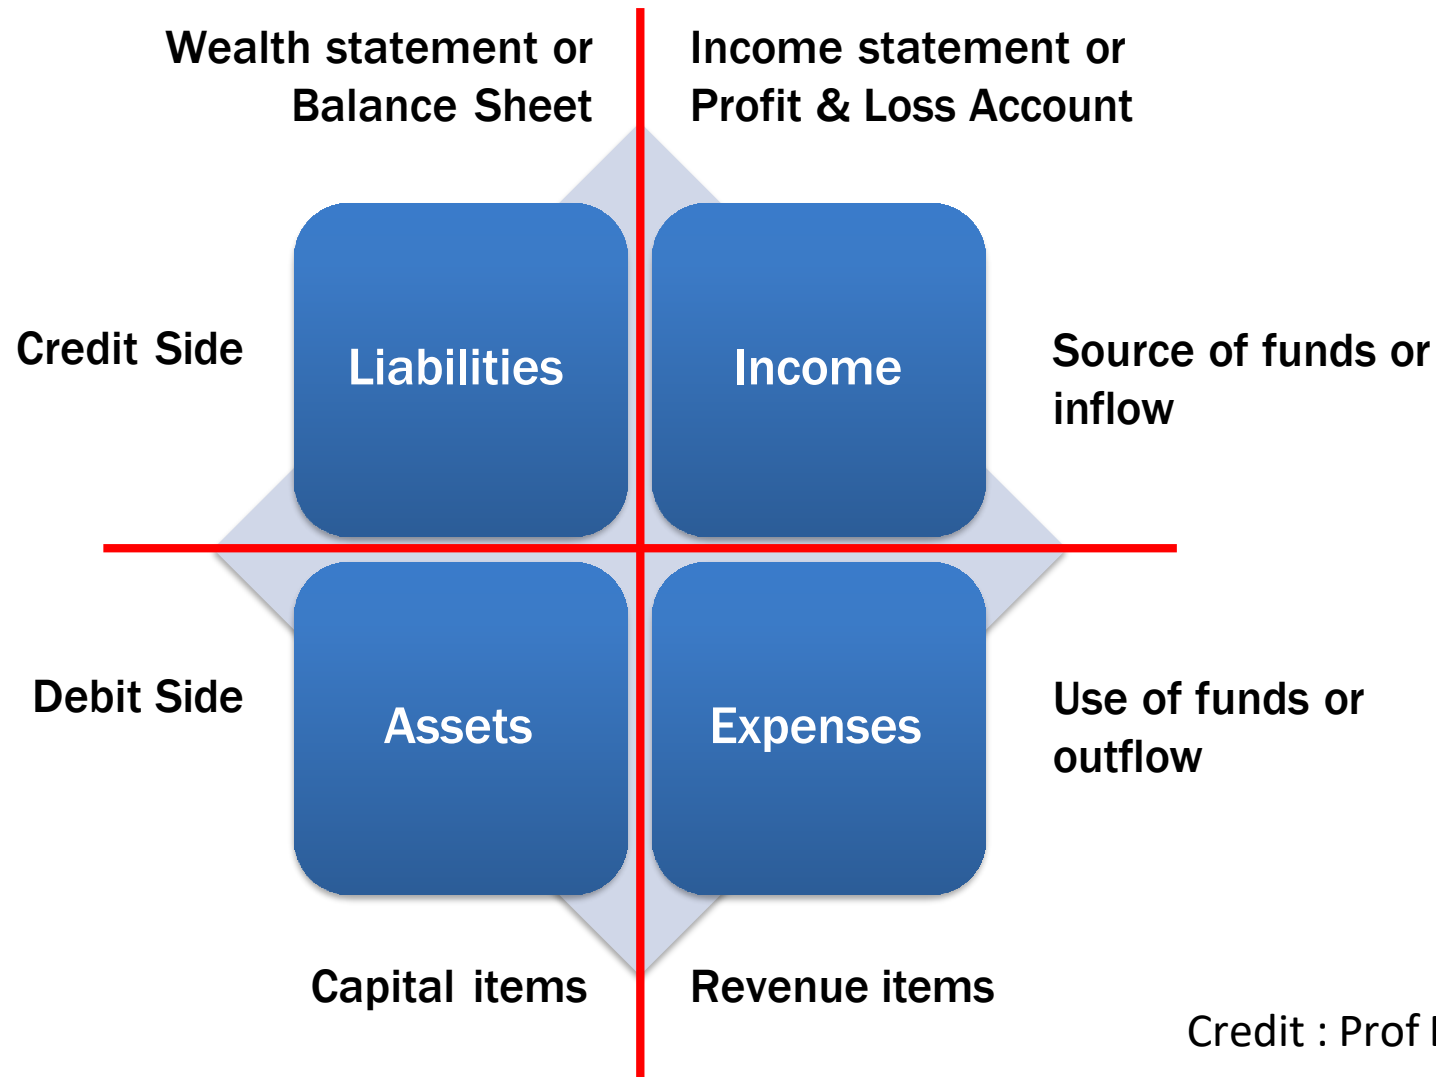 Wealth statement or
Balance Sheet
Income statement or
Profit & Loss Account
Credit Side
Liabilities
Income
Source of funds or
inflow
Debit Side
Assets
Expenses
Use of funds or
outflow
Capital items
Revenue items
Credit : Prof